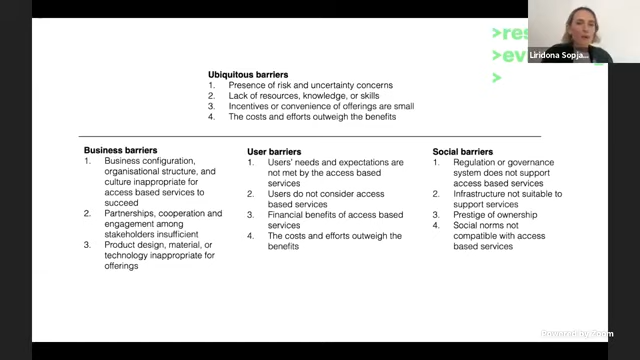 >res
>ev
>
Liridona Sopja...
Ubiquitous barriers
1. Presence of risk and uncertainty concerns
2. Lack of resources, knowledge, or skills
3. Incentives or convenience of offerings are small
4. The costs and efforts outweigh the benefits
Business barriers
1. Business configuration,
organisational structure, and
culture inappropriate for
access based services to
succeed
2. Partnerships, cooperation and
engagement among
stakeholders insufficient
3. Product design, material, or
technology inappropriate for
offerings
User barriers
1. Users' needs and expectations are
not met by the access based
services
2. Users do not consider access
based services
3. Financial benefits of access based
services
4. The costs and efforts outweigh the
benefits
Social barriers
1. Regulation or governance
system does not support
access based services
2. Infrastructure not suitable to
support services
3. Prestige of ownership
4. Social norms not
compatible with access
based services
Powered by Zoom